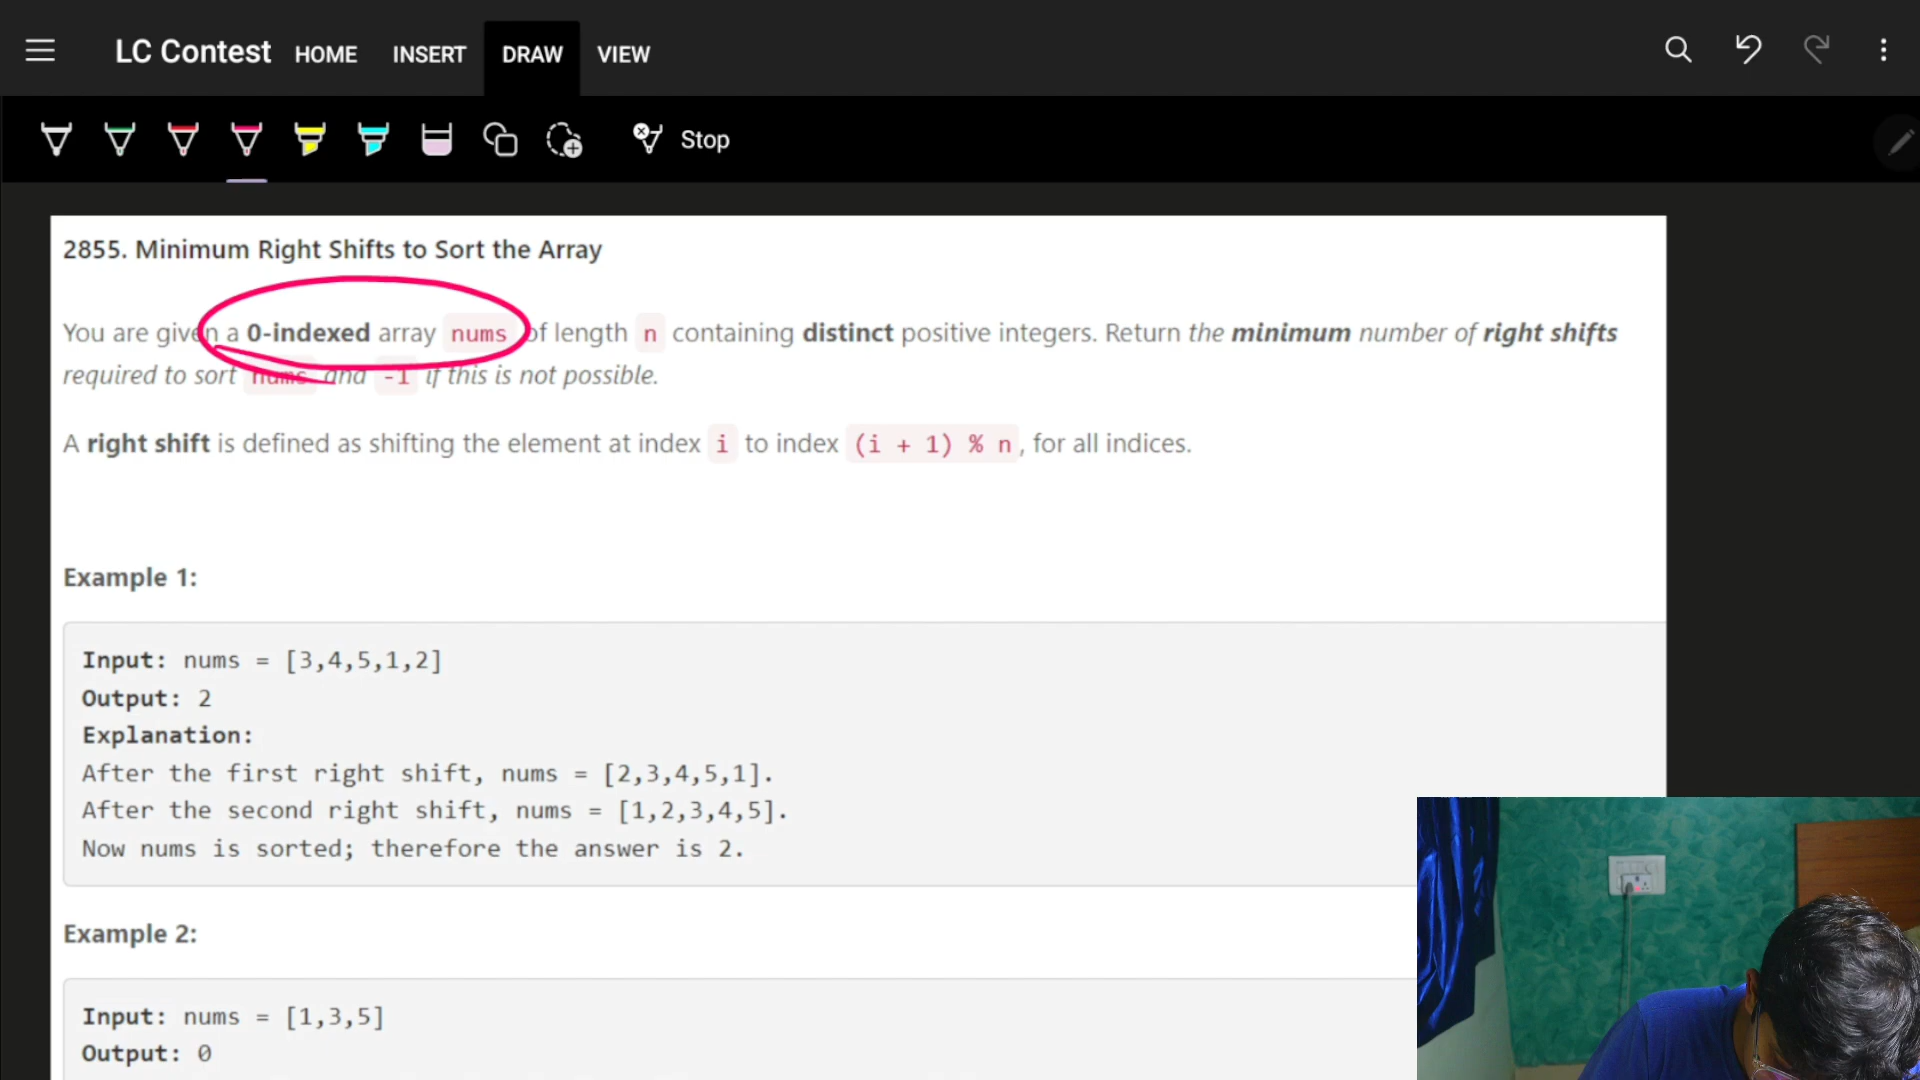 LC Contest HOME INSERT DRAW VIEW
Stop
2855. Minimum Right Shifts to Sort the Array
You are given a 0-indexed array nums of length n containing distinct positive integers. Return the minimum number of right shifts
required to sort nums and -1 if this is not possible.
A right shift is defined as shifting the element at index i to index (i + 1) % n, for all indices.
Example 1:
Input: nums = [3,4,5,1,2]
Output: 2
Explanation:
After the first right shift, nums = [2,3,4,5,1].
After the second right shift, nums = [1,2,3,4,5].
Now nums is sorted; therefore the answer is 2.
Example 2:
Input: nums = [1,3,5]
Output: 0